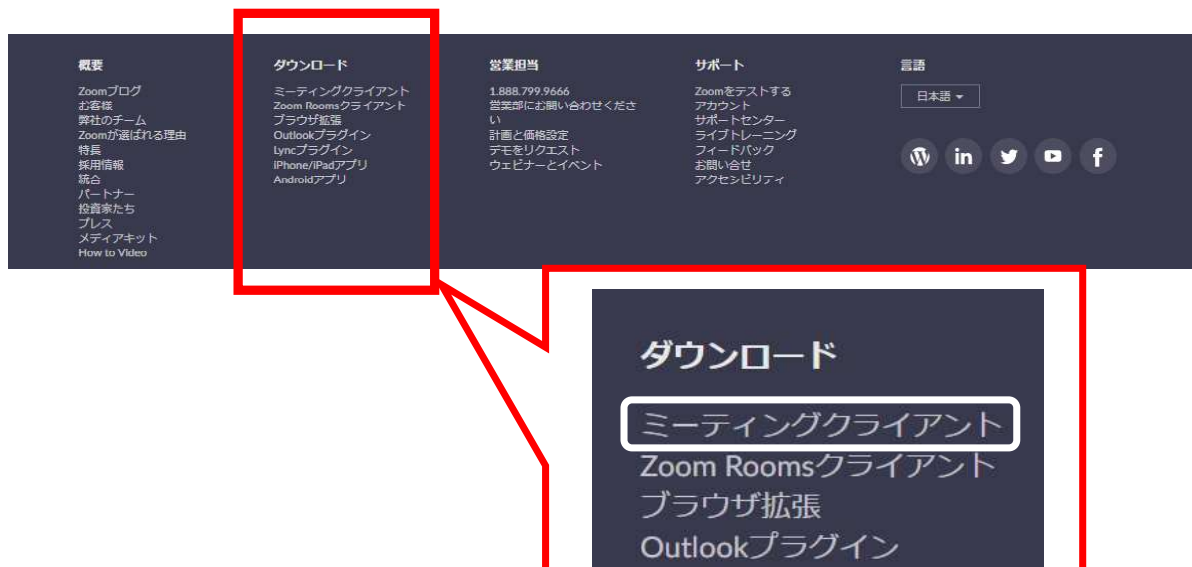 概要
Zoomブログ
お客様
弊社のチーム
Zoomが選ばれる理由
特長
採用情報
統合
パートナー
投資家たち
プレス
メディアキット
How to Video
ダウンロード
ミーティングクライアント
Zoom Roomsクライアント
ブラウザ拡張
Outlookプラグイン
Lyncプラグイン
iPhone/iPadアプリ
Androidアプリ
営業担当
1.888.799.9666
営業部にお問い合わせくださ
い
計画と価格設定
デモをリクエスト
ウェビナーとイベント
サポート
Zoomをテストする
アカウント
サポートセンター
ライブトレーニング
フィードバック
お問い合せ
アクセシビリティ
言語
日本語
ダウンロード
ミーティングクライアント
Zoom Roomsクライアント
ブラウザ拡張
Outlookプラグイン